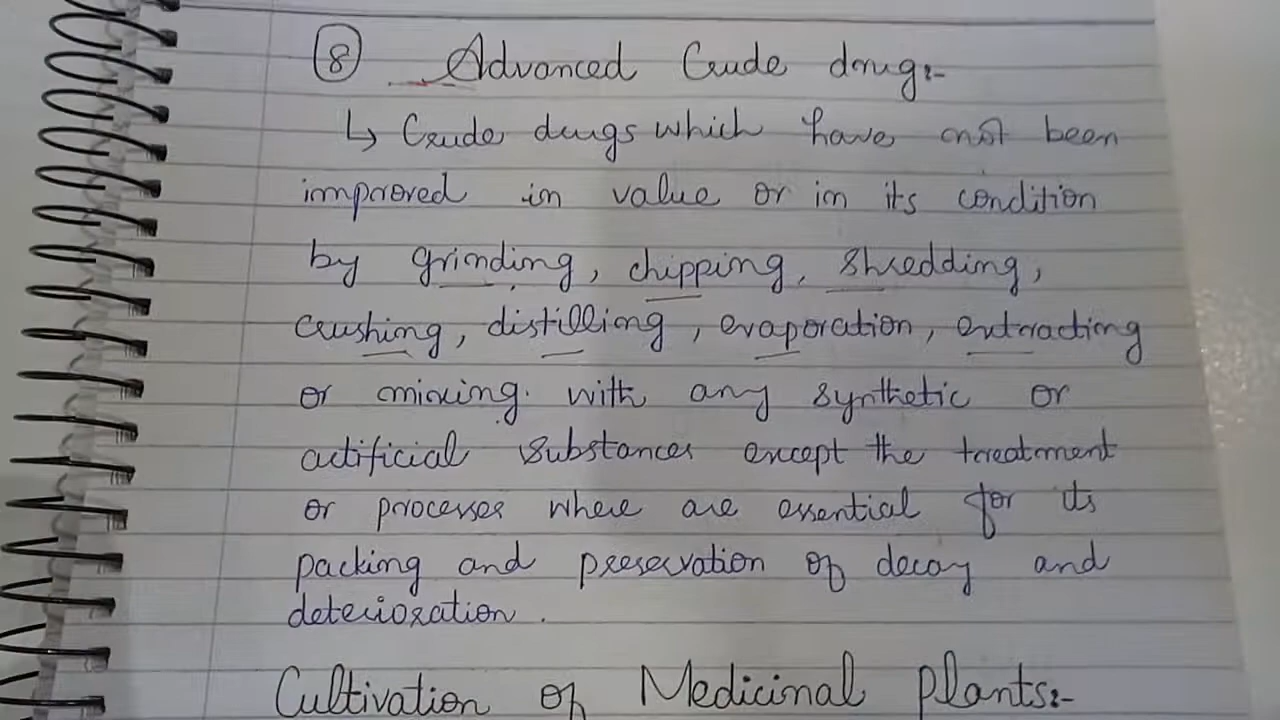 ⑧ Advanced Crude drug:-
↳ Crude drugs which have not been
improved in value or in its condition
by grinding, chipping, shredding,
crushing, distilling, evaporation, extracting
or mixing. with any synthetic or
artificial substances except the treatment
or processes where are essential for its
packing and preservation of decay and
deterioration.
Cultivation of Medicinal Plants:-